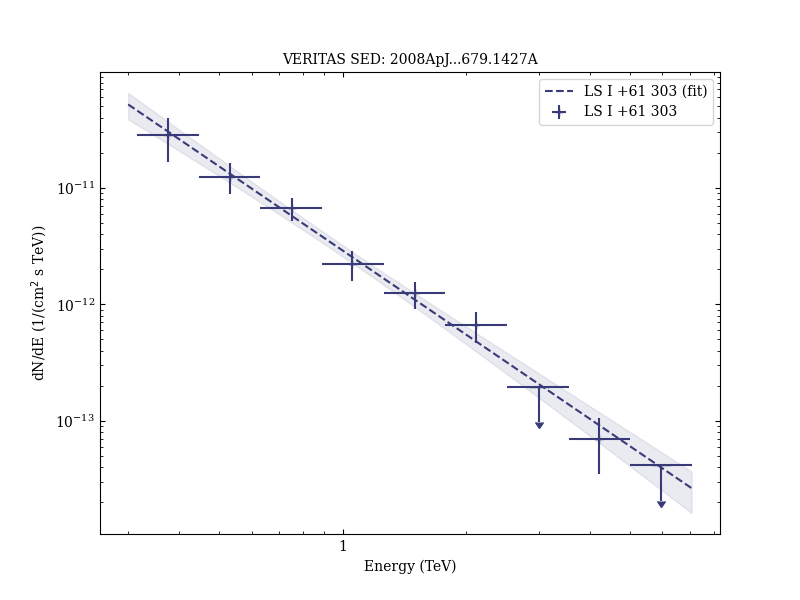 VERITAS SED: 2008ApJ...679.1427A
LS I +61 303 (fit)
LS I +61 303
dN/dE (1/(cm² s TeV))
10⁻¹¹
10⁻¹²
10⁻¹³
1
Energy (TeV)